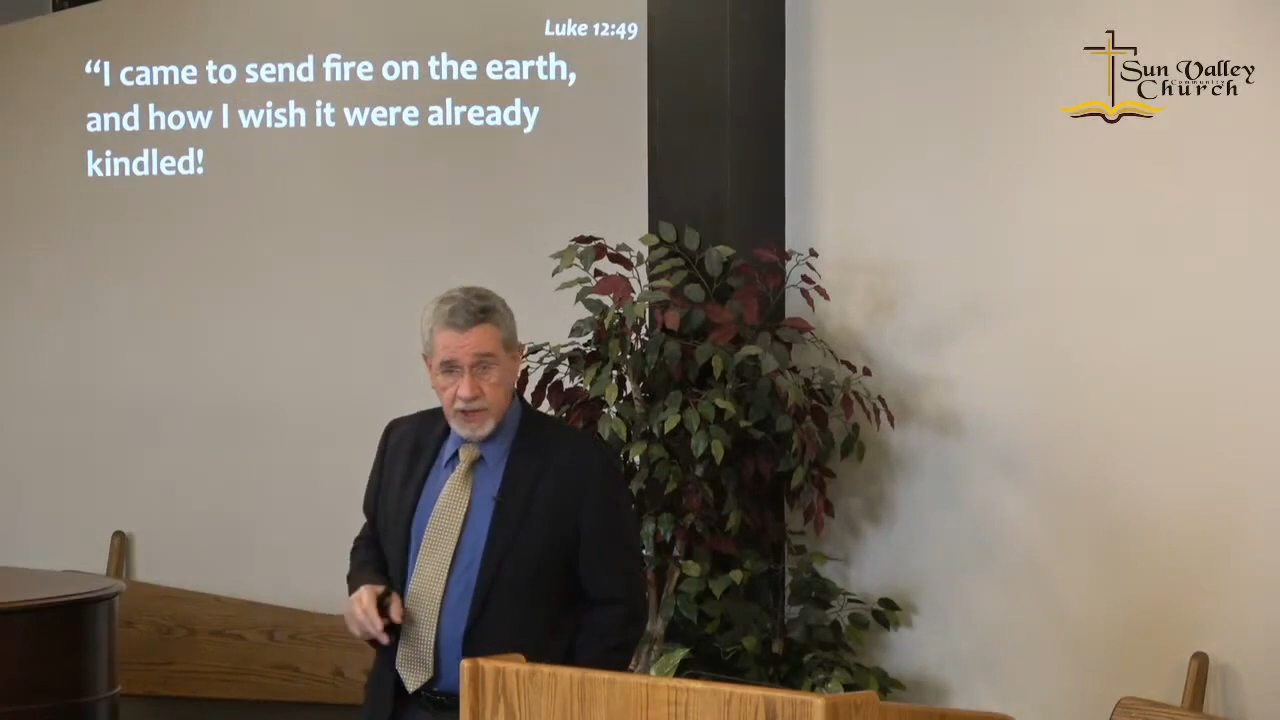 Luke 12:49
“I came to send fire on the earth,
and how I wish it were already
kindled!
Sun Valley
Community
Church